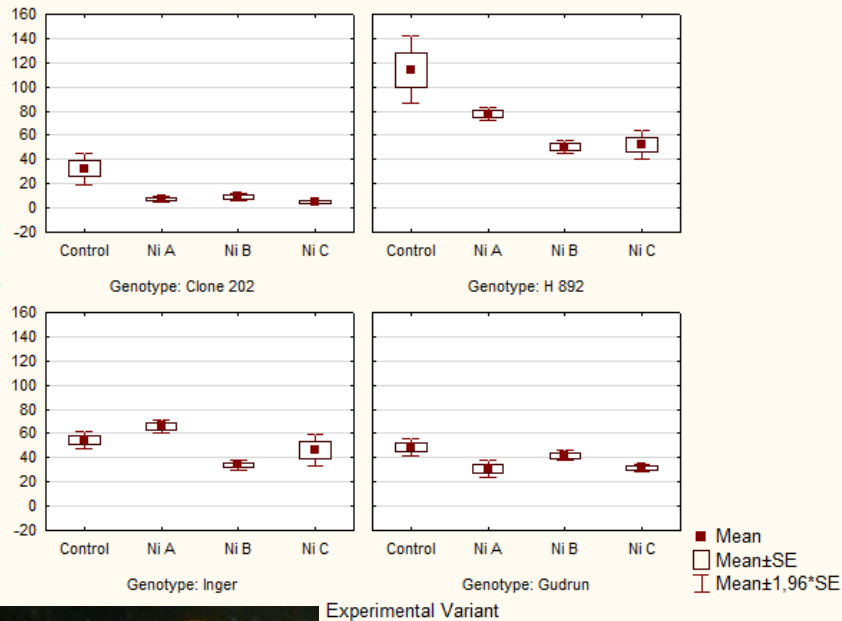 160
140
120
100
80
60
40
20
0
-20
Control Ni A Ni B Ni C Control Ni A Ni B Ni C
Genotype: Clone 202 Genotype: H 892
160
140
120
100
80
60
40
20
0
-20
Control Ni A Ni B Ni C Control Ni A Ni B Ni C
Genotype: Inger Genotype: Gudrun
Mean
Mean±SE
Mean±1,96*SE
Experimental Variant